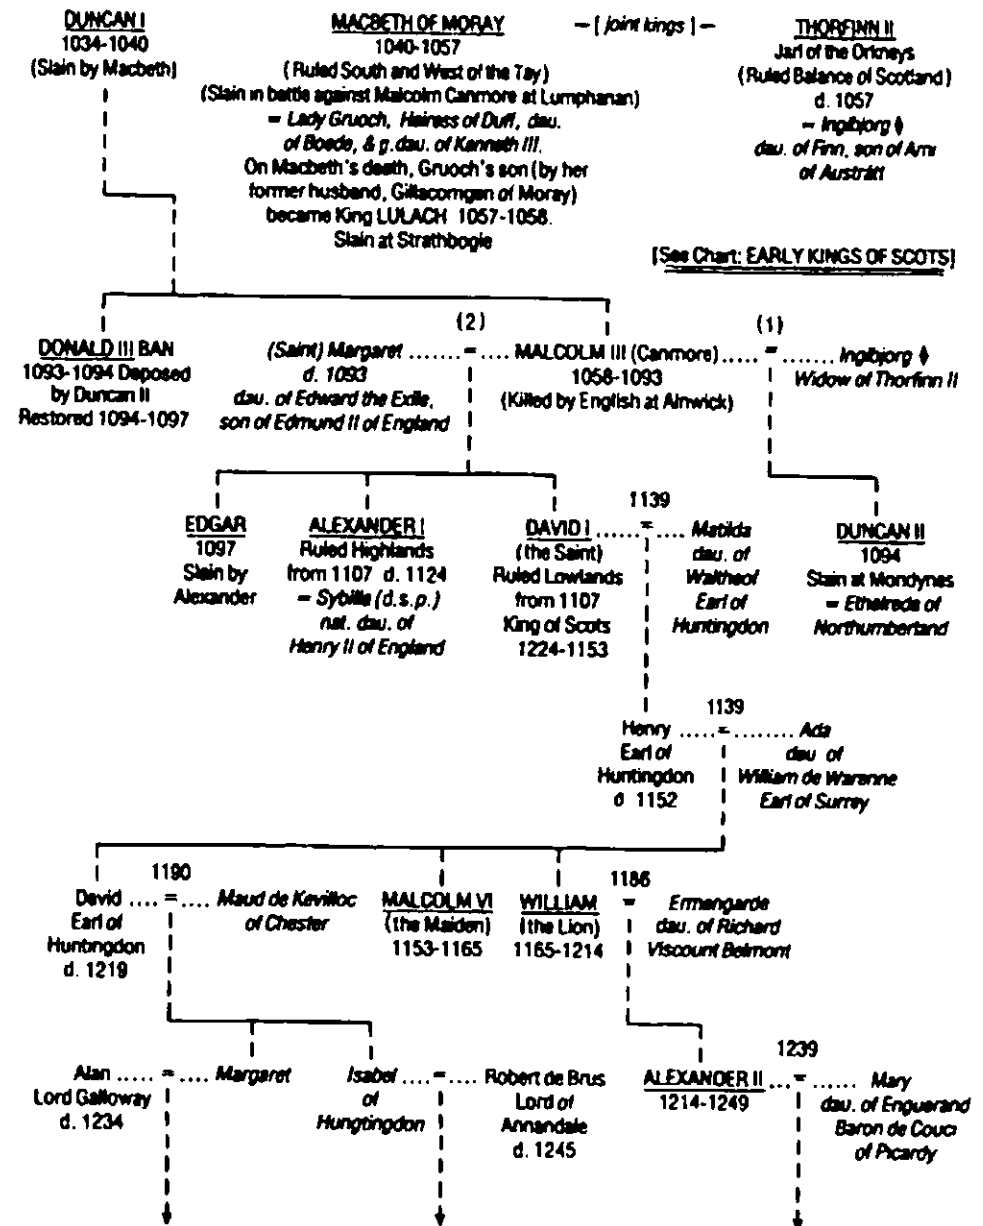 DUNCAN I
1034-1040
(Slain by Macbeth)
MACBETH OF MORAY
1040-1057
(Ruled South and West of the Tay)
(Slain in battle against Malcolm Canmore at Lumphanan)
= Lady Gruoch, Heiress of Duff, dau.
of Boede, & g.dau. of Kenneth III.
On Macbeth's death, Gruoch's son (by her
former husband, Gillacomgen of Moray)
became King LULACH 1057-1058.
Slain at Strathbogie
– [ joint kings ] –
THORFINN II
Jarl of the Orkneys
(Ruled Balance of Scotland)
d. 1057
= Ingibjorg ♦
dau. of Finn, son of Arni
of Austrått
[See Chart: EARLY KINGS OF SCOTS]
DONALD III BAN
1093-1094 Deposed
by Duncan II
Restored 1094-1097
(2)
(Saint) Margaret ....... = .... MALCOLM III (Canmore) ..... = ....... Ingibjorg ♦
(1)
d. 1093
dau. of Edward the Exile,
son of Edmund II of England
1058-1093
(Killed by English at Alnwick)
Widow of Thorfinn II
EDGAR
1097
Slain by
Alexander
ALEXANDER I
Ruled Highlands
from 1107 d. 1124
= Sybilla (d.s.p.)
nat. dau. of
Henry II of England
1139
DAVID I ...... = ...... Matilda
(the Saint)
Ruled Lowlands
from 1107
King of Scots
1224-1153
dau. of
Waltheof
Earl of
Huntingdon
DUNCAN II
1094
Slain at Mondynes
= Ethelreda of
Northumberland
1139
Henry ..... = ........ Ada
Earl of
Huntingdon
d 1152
dau of
William de Warenne
Earl of Surrey
1190
David .... = .... Maud de Kevilloc
Earl of
Huntingdon
d. 1219
of Chester
MALCOLM VI
(the Maiden)
1153-1165
1186
WILLIAM = Ermengarde
(the Lion)
1165-1214
dau. of Richard
Viscount Belmont
Alan ..... = .... Margaret
Lord Galloway
d. 1234
Isabel .... = .... Robert de Brus
of
Hungtingdon
Lord of
Annandale
d. 1245
1239
ALEXANDER II ... = ...... Mary
1214-1249
dau. of Enguerand
Baron de Couci
of Picardy